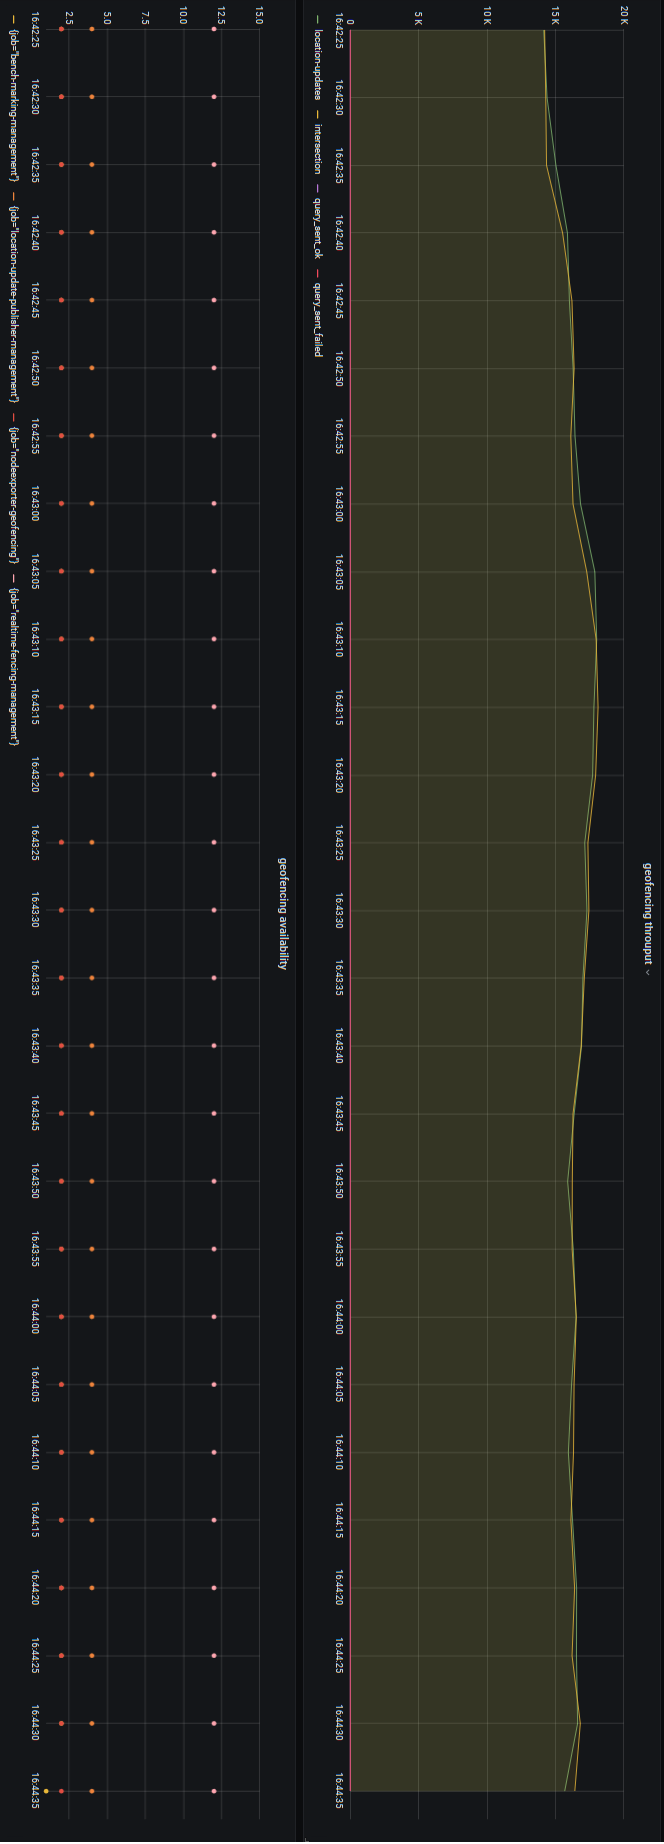 geofencing throuput
20 K
15 K
10 K
5 K
0
16:42:25 16:42:30 16:42:35 16:42:40 16:42:45 16:42:50 16:42:55 16:43:00 16:43:05 16:43:10 16:43:15 16:43:20 16:43:25 16:43:30 16:43:35 16:43:40 16:43:45 16:43:50 16:43:55 16:44:00 16:44:05 16:44:10 16:44:15 16:44:20 16:44:25 16:44:30 16:44:35
location-updates intersection query_sent_ok query_sent_failed
geofencing availability
15.0
12.5
10.0
7.5
5.0
2.5
16:42:25 16:42:30 16:42:35 16:42:40 16:42:45 16:42:50 16:42:55 16:43:00 16:43:05 16:43:10 16:43:15 16:43:20 16:43:25 16:43:30 16:43:35 16:43:40 16:43:45 16:43:50 16:43:55 16:44:00 16:44:05 16:44:10 16:44:15 16:44:20 16:44:25 16:44:30 16:44:35
{job="bench-marking-management"} {job="location-update-publisher-management"} {job="nodeexporter-geofencing"} {job="realtime-fencing-management"}